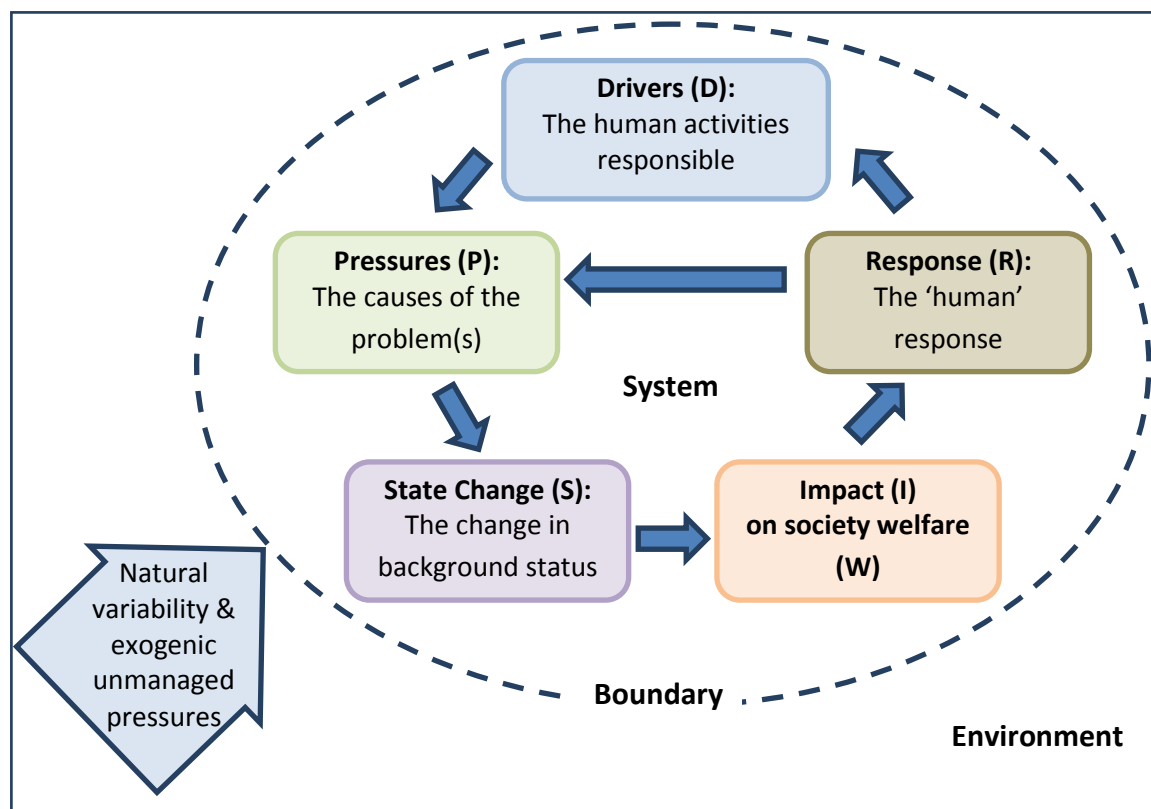 Drivers (D):
The human activities
responsible
Pressures (P):
The causes of the
problem(s)
Response (R):
The ‘human’
response
System
State Change (S):
The change in
background status
Impact (I)
on society welfare
(W)
Natural
variability &
exogenic
unmanaged
pressures
Boundary
Environment